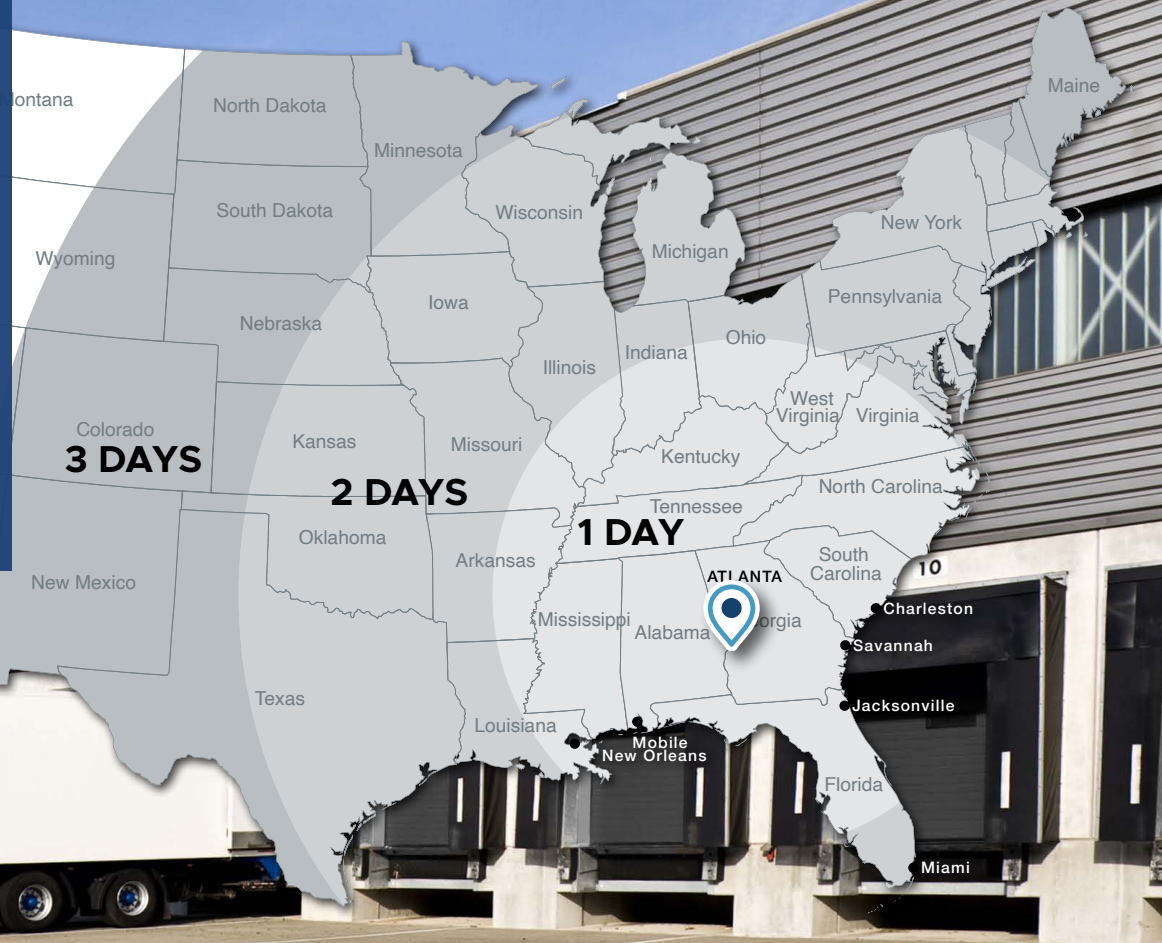 Maine
ontana
North Dakota
Minnesota
South Dakota
Wisconsin
New York
Michigan
Wyoming
Pennsylvania
Iowa
Nebraska
Ohio
Indiana
Illinois
West
Virginia
Virginia
Colorado
3 DAYS
Kansas
Missouri
Kentucky
2 DAYS
North Carolina
Tennessee
1 DAY
Oklahoma
Arkansas
South
Carolina
10
ATLANTA
New Mexico
Charleston
Mississippi
Alabama
orgia
Savannah
Texas
Jacksonville
Louisiana
Mobile
New Orleans
Florida
Miami